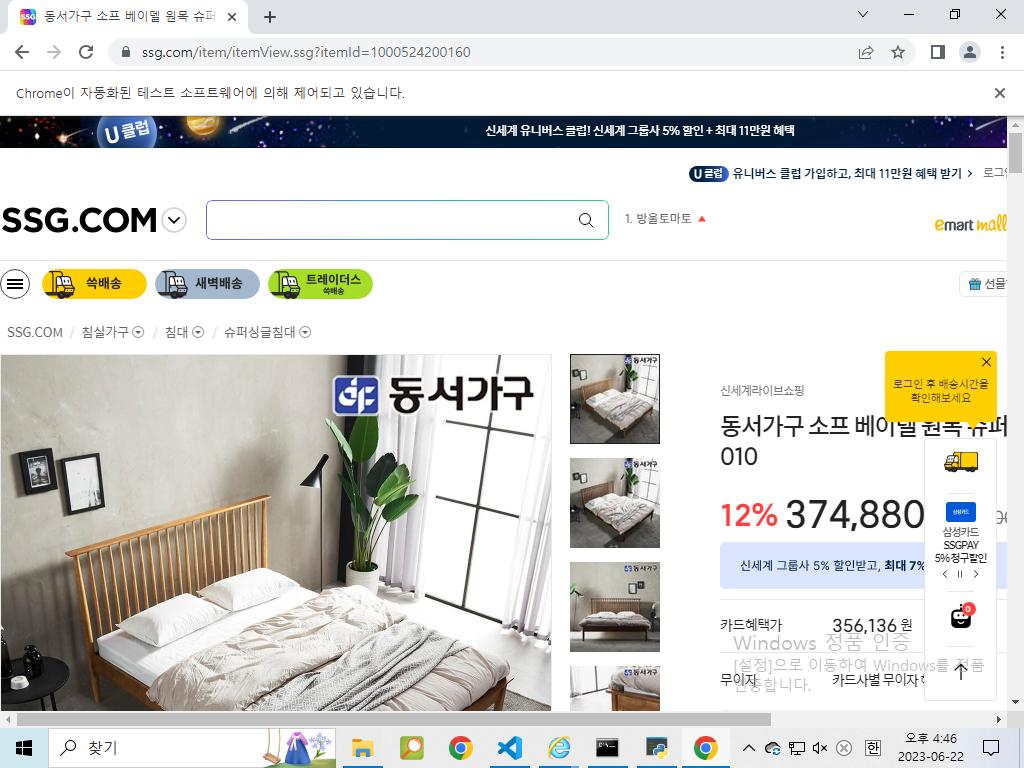 동서가구 소프 베이델 원목 슈퍼
ssg.com/item/itemView.ssg?itemId=1000524200160
Chrome이 자동화된 테스트 소프트웨어에 의해 제어되고 있습니다.
U클럽
신세계 유니버스 클럽! 신세계 그룹사 5% 할인 + 최대 11만원 혜택
U 클럽 유니버스 클럽 가입하고, 최대 11만원 혜택 받기 > 로그인
SSG.COM
1. 방울토마토
emart mall
쓱배송
새벽배송
트레이더스
쓱배송
선물
SSG.COM / 침실가구 / 침대 / 슈퍼싱글침대
동서가구
신세계라이브쇼핑
로그인 후 배송시간을
확인해보세요
동서가구 소프 베이델 원목 슈퍼
010
12% 374,880
신세계 그룹사 5% 할인받고, 최대 7%
삼성카드
삼성카드
SSGPAY
5% 청구할인
0
카드혜택가 356,136 원
무이자 카드사별 무이자
Windows 정품 인증
[설정]으로 이동하여 Windows를 정품
인증합니다.
찾기
한
오후 4:46
2023-06-22